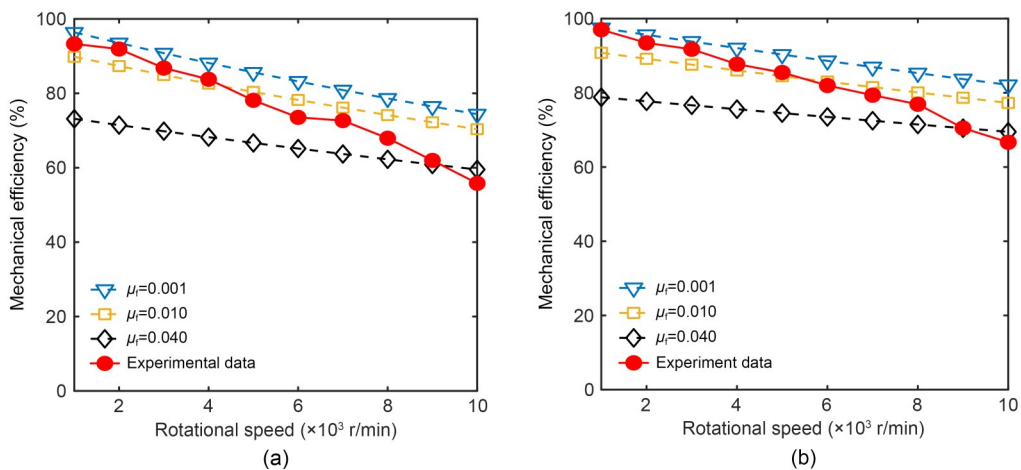 100
80
60
40
20
0
Mechanical efficiency (%)
μf=0.001
μf=0.010
μf=0.040
Experimental data
2 4 6 8 10
Rotational speed (×10³ r/min)
(a)
100
80
60
40
20
0
Mechanical efficiency (%)
μf=0.001
μf=0.010
μf=0.040
Experiment data
2 4 6 8 10
Rotational speed (×10³ r/min)
(b)